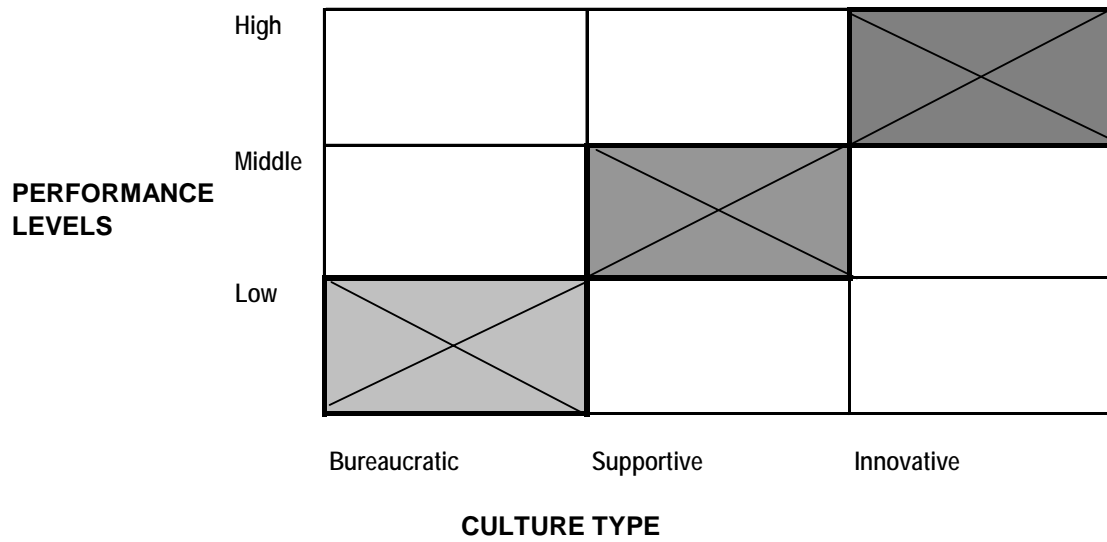 High
Middle
PERFORMANCE
LEVELS
Low
Bureaucratic Supportive Innovative
CULTURE TYPE